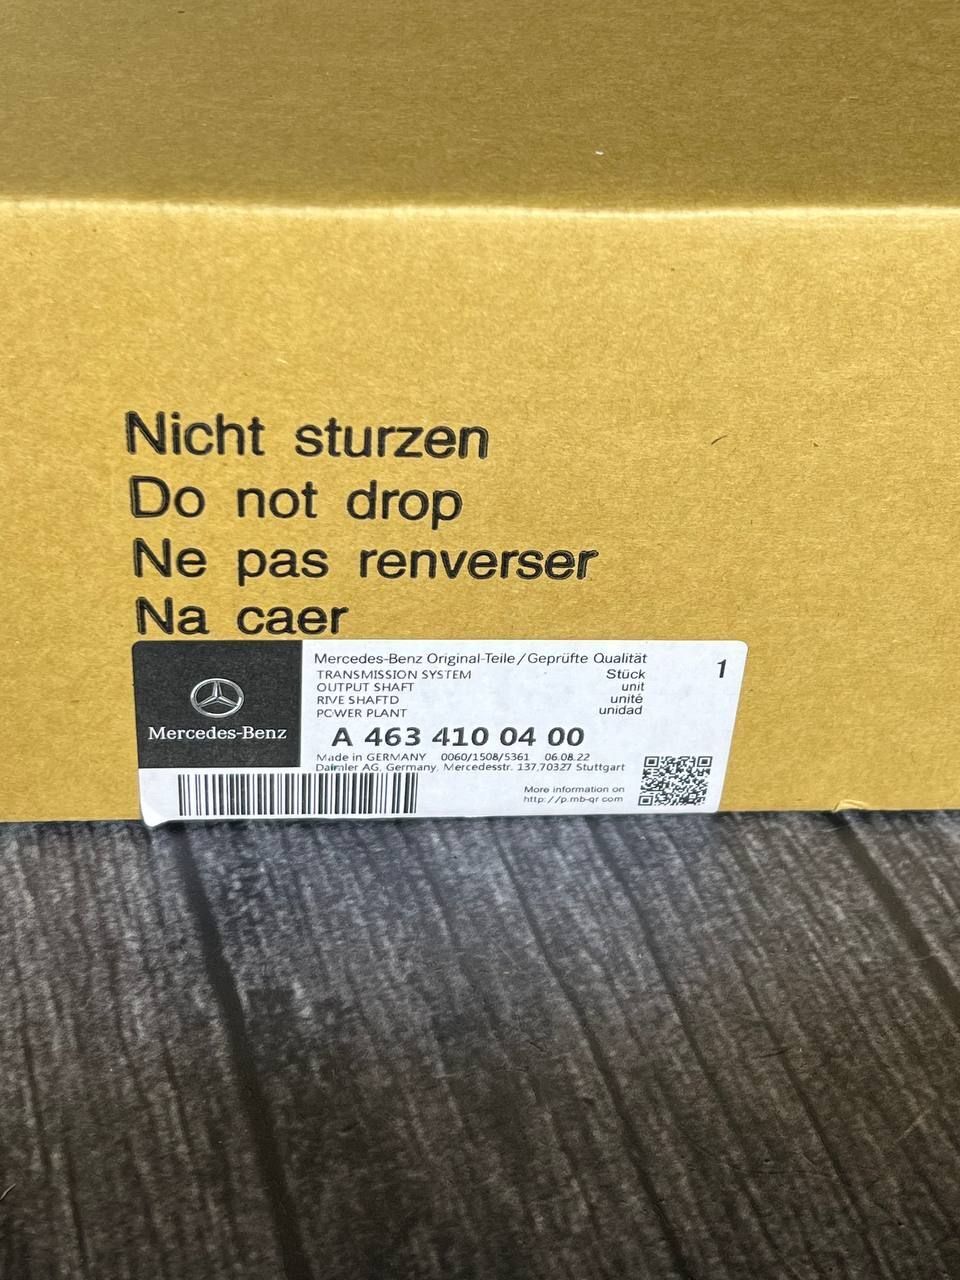 Nicht sturzen
Do not drop
Ne pas renverser
Na caer
Mercedes-Benz
Mercedes-Benz Original-Teile/Geprüfte Qualität
1
TRANSMISSION SYSTEM Stück
OUTPUT SHAFT unit
RIVE SHAFTD unité
POWER PLANT unidad
A 463 410 04 00
Made in GERMANY 0060/1508/5361 06.08.22
Daimler AG, Germany, Mercedesstr. 137,70327 Stuttgart
More information on
http://p.mb-qr com